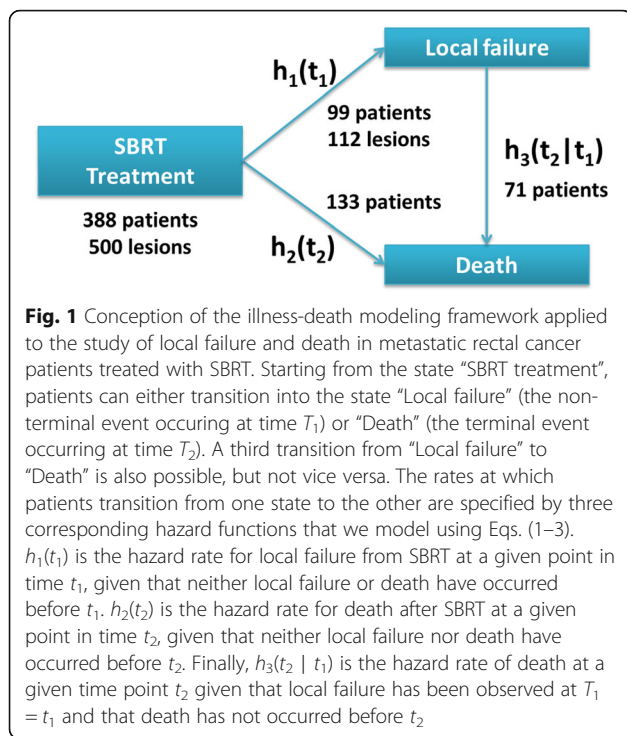 Local failure
h₁(t₁)
99 patients
112 lesions
SBRT
Treatment
h₃(t₂|t₁)
71 patients
133 patients
388 patients
500 lesions
h₂(t₂)
Death
Fig. 1 Conception of the illness-death modeling framework applied
to the study of local failure and death in metastatic rectal cancer
patients treated with SBRT. Starting from the state “SBRT treatment”,
patients can either transition into the state “Local failure” (the non-
terminal event occuring at time T₁) or “Death” (the terminal event
occurring at time T₂). A third transition from “Local failure” to
“Death” is also possible, but not vice versa. The rates at which
patients transition from one state to the other are specified by three
corresponding hazard functions that we model using Eqs. (1–3).
h₁(t₁) is the hazard rate for local failure from SBRT at a given point in
time t₁, given that neither local failure or death have occurred
before t₁. h₂(t₂) is the hazard rate for death after SBRT at a given
point in time t₂, given that neither local failure nor death have
occurred before t₂. Finally, h₃(t₂ | t₁) is the hazard rate of death at a
given time point t₂ given that local failure has been observed at T₁
= t₁ and that death has not occurred before t₂